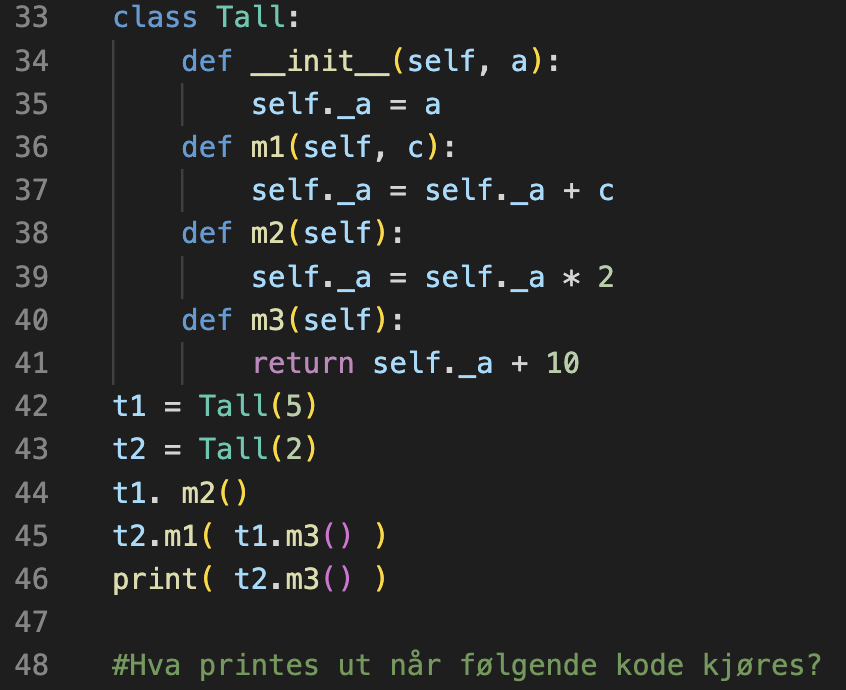 33 class Tall:
34 def __init__(self, a):
35 self._a = a
36 def m1(self, c):
37 self._a = self._a + c
38 def m2(self):
39 self._a = self._a * 2
40 def m3(self):
41 return self._a + 10
42 t1 = Tall(5)
43 t2 = Tall(2)
44 t1. m2()
45 t2.m1( t1.m3() )
46 print( t2.m3() )
47
48 #Hva printes ut når følgende kode kjøres?